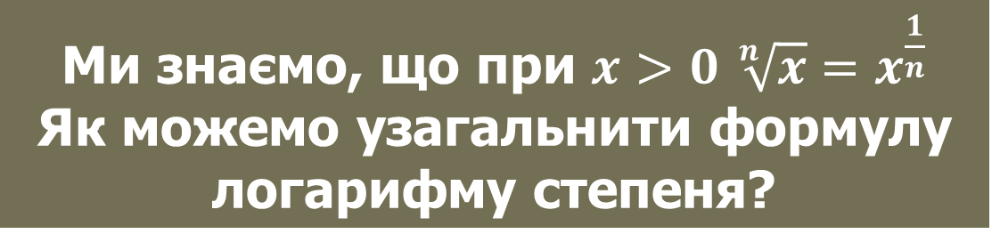 Ми знаємо, що при x > 0 ⁿ√x = x^(1/n)
Як можемо узагальнити формулу
логарифму степеня?